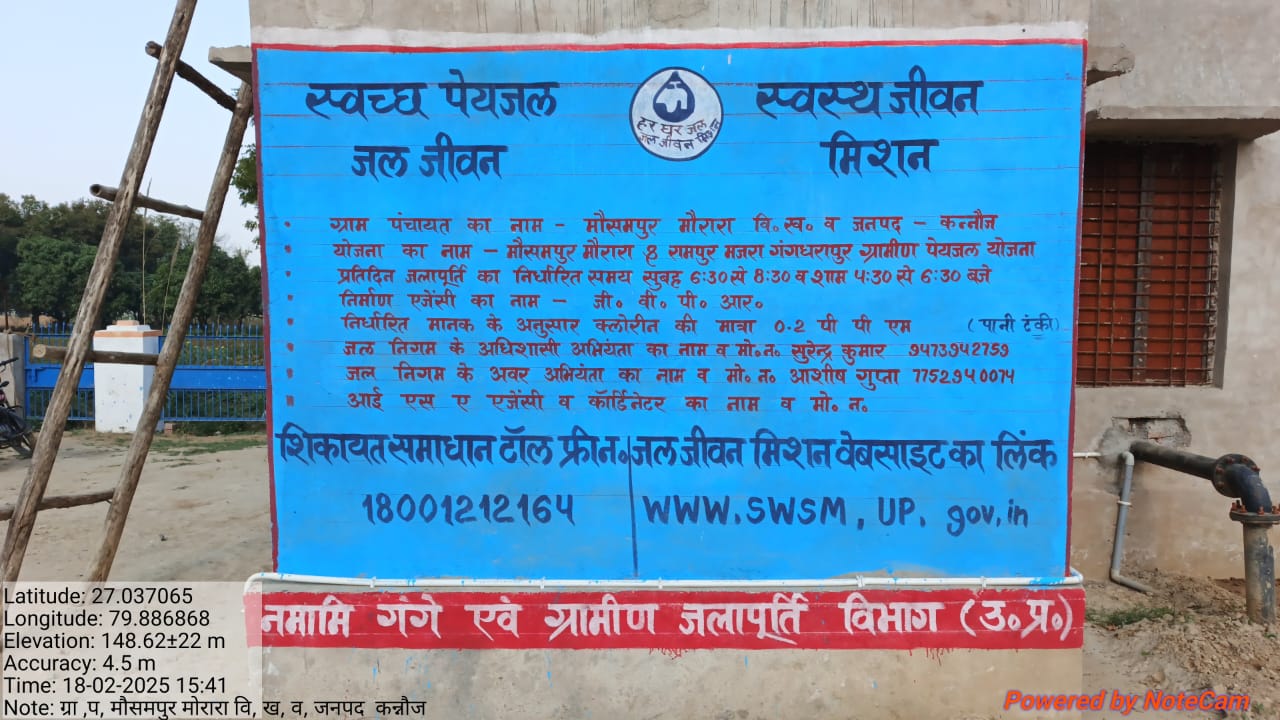 स्वच्छ पेयजल
स्वस्थ जीवन
हर घर जल
जल जीवन मिशन
जल जीवन
मिशन
ग्राम पंचायत का नाम - मौसमपुर मौरारा वि॰ख॰ व जनपद - कन्नौज
योजना का नाम - मौसमपुर मौरारा & रामपुर मजरा गंगधरापुर ग्रामीण पेयजल योजना
प्रतिदिन जलापूर्ति का निर्धारित समय सुबह 6:30 से 8:30 व शाम 4:30 से 6:30 बजे
निर्माण एजेंसी का नाम - जी॰ वी॰ पी॰ आर॰
निर्धारित मानक के अनुसार क्लोरीन की मात्रा 0.2 पी पी एम (पानी टंकी)
जल निगम के अधिशासी अभियंता का नाम व मो॰न॰ सुरेन्द्र कुमार 9473942759
जल निगम के अवर अभियंता का नाम व मो॰ न॰ आशीष गुप्ता 7752940074
आई एस ए एजेंसी व कॉर्डिनेटर का नाम व मो॰ न॰
शिकायत समाधान टॉल फ्री न॰
जल जीवन मिशन वेबसाइट का लिंक
18001212164
WWW.SWSM, UP. gov.in
नमामि गंगे एवं ग्रामीण जलापूर्ति विभाग (उ॰प्र॰)
Latitude: 27.037065
Longitude: 79.886868
Elevation: 148.62±22 m
Accuracy: 4.5 m
Time: 18-02-2025 15:41
Note: ग्रा ,प, मौसमपुर मोरारा वि, ख, व, जनपद कन्नौज
Powered by NoteCam